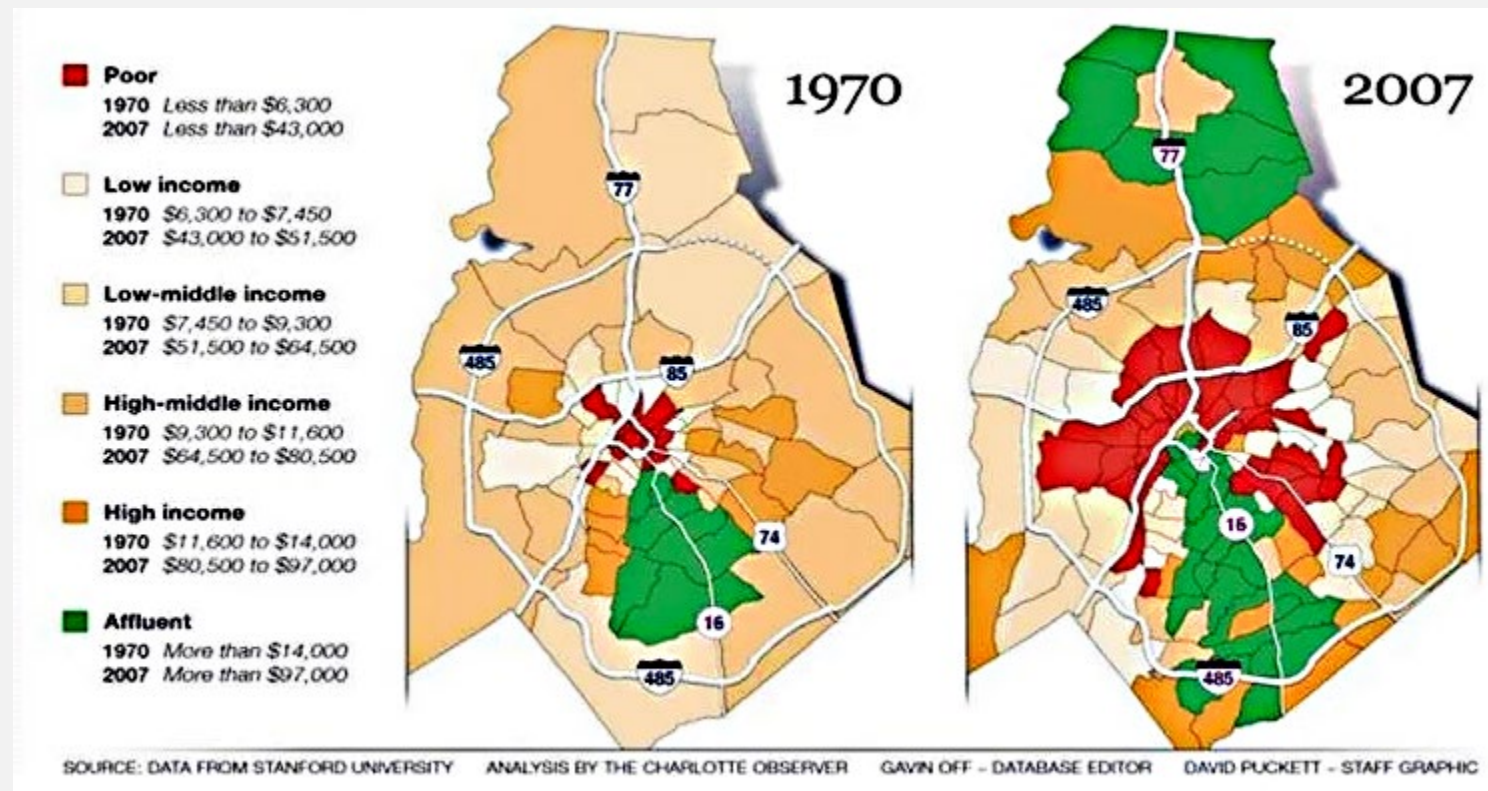 Poor
1970 Less than $6,300
2007 Less than $43,000
Low income
1970 $6,300 to $7,450
2007 $43,000 to $51,500
Low-middle income
1970 $7,450 to $9,300
2007 $51,500 to $64,500
High-middle income
1970 $9,300 to $11,600
2007 $64,500 to $80,500
High income
1970 $11,600 to $14,000
2007 $80,500 to $97,000
Affluent
1970 More than $14,000
2007 More than $97,000
1970
77
485
85
74
16
485
2007
77
485
85
16
74
485
SOURCE: DATA FROM STANFORD UNIVERSITY ANALYSIS BY THE CHARLOTTE OBSERVER GAVIN OFF – DATABASE EDITOR DAVID PUCKETT – STAFF GRAPHIC